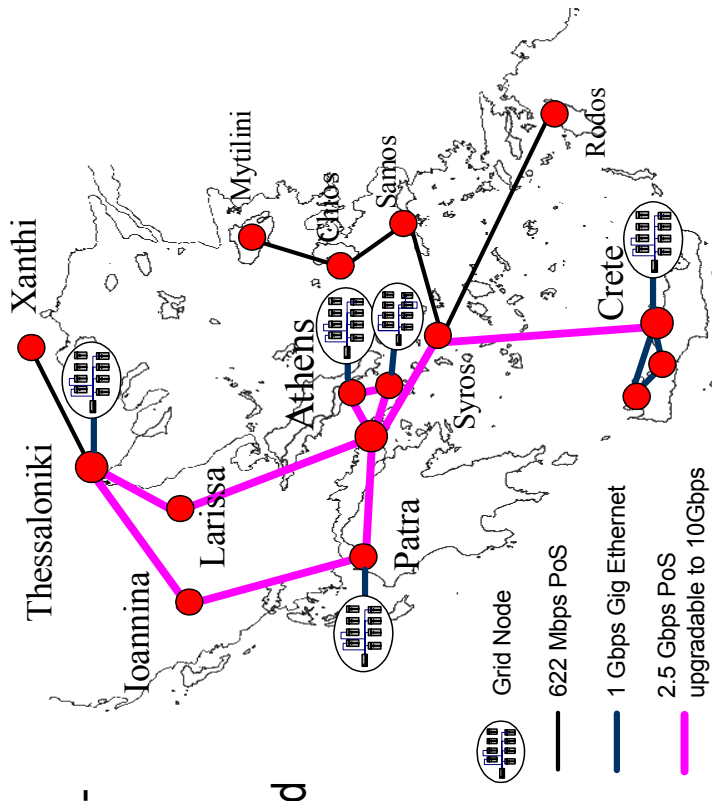 -
d
Xanthi
Thessaloniki
Mytilini
Chios
Samos
Ioannina
Larissa
Athens
Patra
Syros
Rodos
Crete
Grid Node
622 Mbps PoS
1 Gbps Gig Ethernet
2.5 Gbps PoS
upgradable to 10Gbps